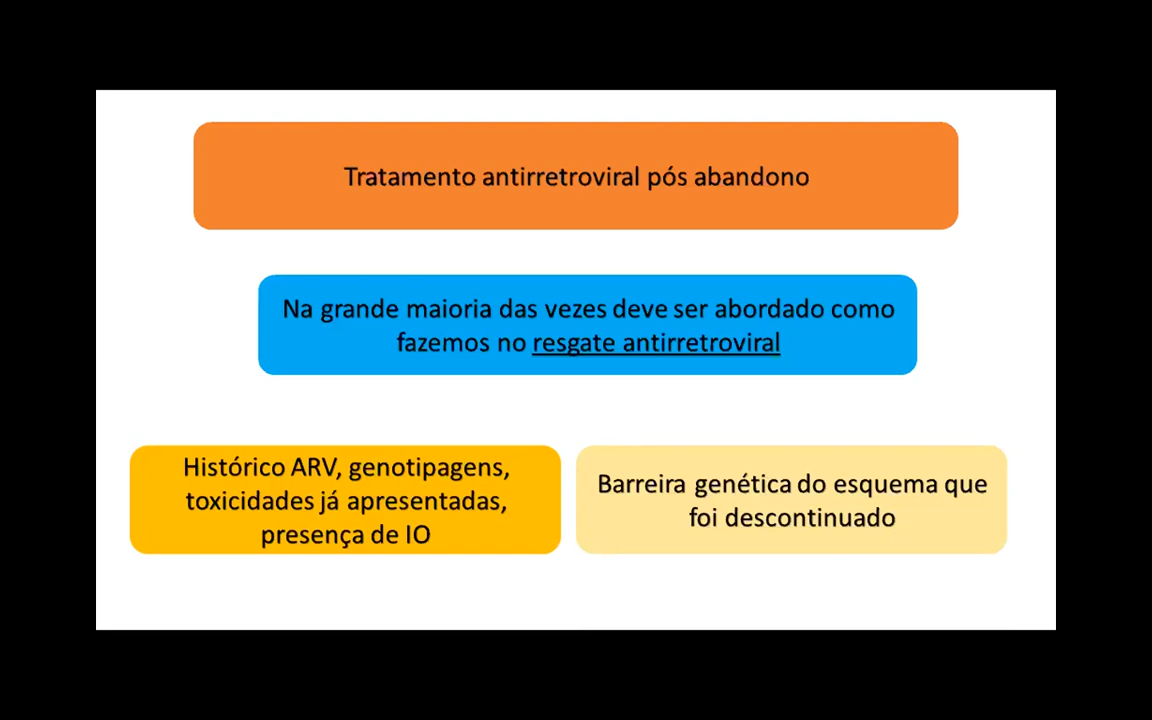 Tratamento antirretroviral pós abandono
Na grande maioria das vezes deve ser abordado como
fazemos no resgate antirretroviral
Histórico ARV, genotipagens,
toxicidades já apresentadas,
presença de IO
Barreira genética do esquema que
foi descontinuado